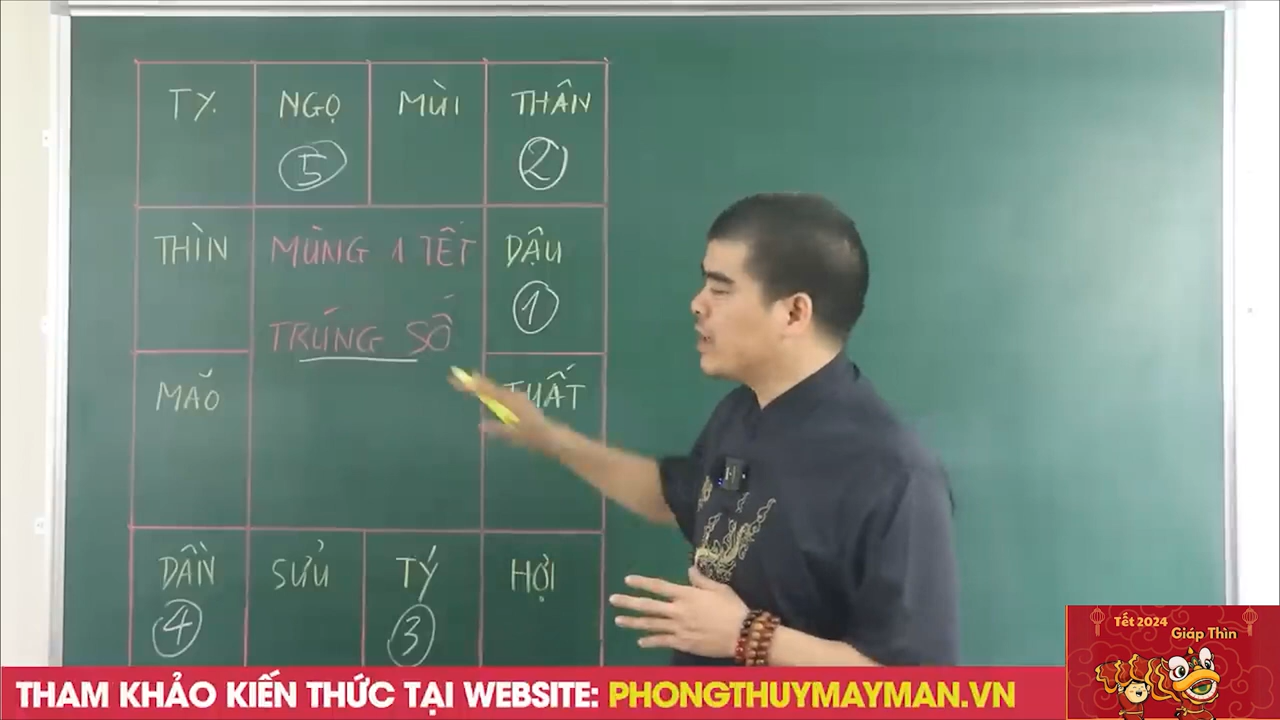 TỴ
NGỌ
MÙI
THÂN
5
2
THÌN
MÙNG 1 TẾT
DẬU
TRÚNG SỐ
1
MÃO
TUẤT
DẦN
SỬU
TÝ
HỢI
4
3
Tết 2024
Giáp Thìn
THAM KHẢO KIẾN THỨC TẠI WEBSITE: PHONGTHUYMAYMAN.VN